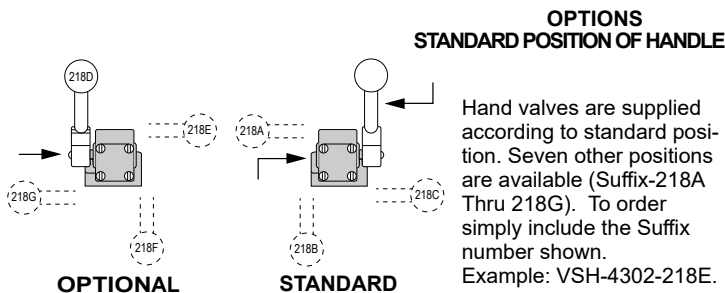 OPTIONS
STANDARD POSITION OF HANDLE
218D
218E
218G
218F
OPTIONAL
218A
218C
218B
STANDARD
Hand valves are supplied
according to standard posi-
tion. Seven other positions
are available (Suffix-218A
Thru 218G). To order
simply include the Suffix
number shown.
Example: VSH-4302-218E.